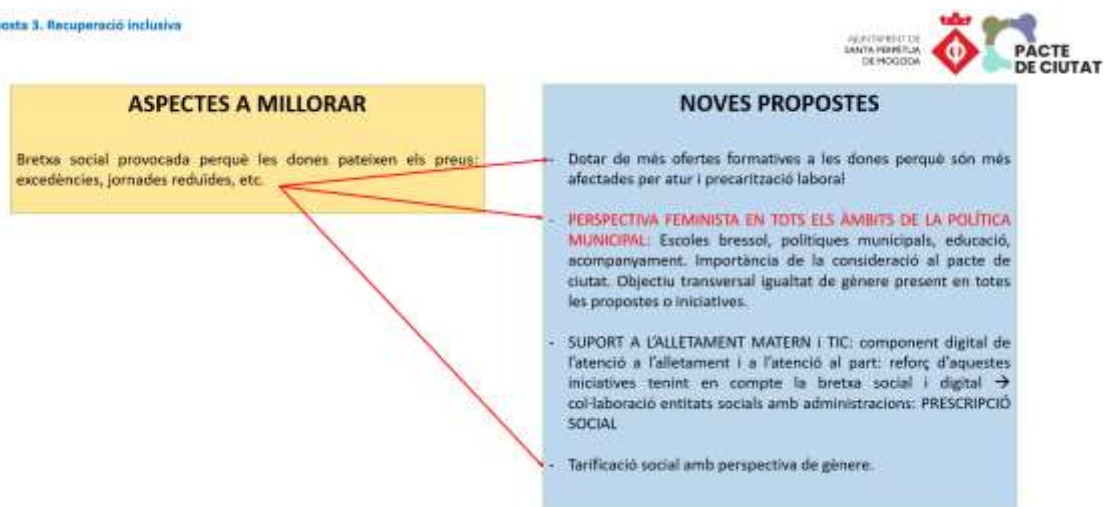 osta 3. Recuperació inclusiva
AJUNTAMENT DE
SANTA PERPÈTUA
DE MOGODA
PACTE
DE CIUTAT
ASPECTES A MILLORAR
Bretxa social provocada perquè les dones pateixen els preus:
excedències, jornades reduïdes, etc.
NOVES PROPOSTES
- Dotar de més ofertes formatives a les dones perquè són més
afectades per atur i precarització laboral
- PERSPECTIVA FEMINISTA EN TOTS ELS ÀMBITS DE LA POLÍTICA
MUNICIPAL: Escoles bressol, polítiques municipals, educació,
acompanyament. Importància de la consideració al pacte de
ciutat. Objectiu transversal igualtat de gènere present en totes
les propostes o iniciatives.
- SUPORT A L'ALLETAMENT MATERN i TIC: component digital de
l'atenció a l'alletament i a l'atenció al part: reforç d'aquestes
iniciatives tenint en compte la bretxa social i digital →
col·laboració entitats socials amb administracions: PRESCRIPCIÓ
SOCIAL
- Tarificació social amb perspectiva de gènere.